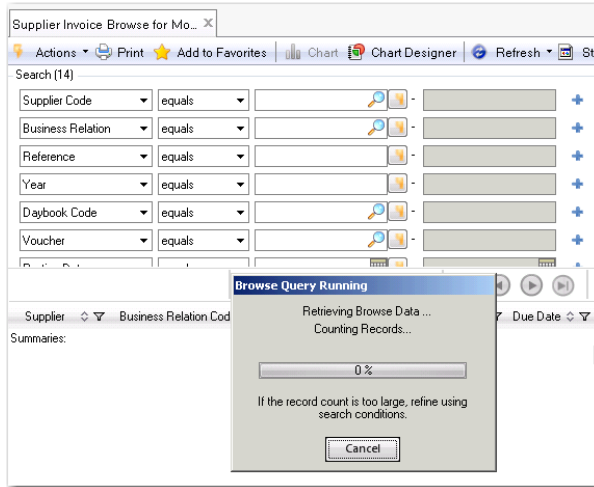 Supplier Invoice Browse for Mo...
Actions Print Add to Favorites Chart Chart Designer Refresh St
Search (14)
Supplier Code equals -
Business Relation equals -
Reference equals -
Year equals -
Daybook Code equals -
Voucher equals -
Browse Query Running
Supplier Business Relation Cod Due Date
Summaries:
Retrieving Browse Data ...
Counting Records...
0 %
If the record count is too large, refine using
search conditions.
Cancel